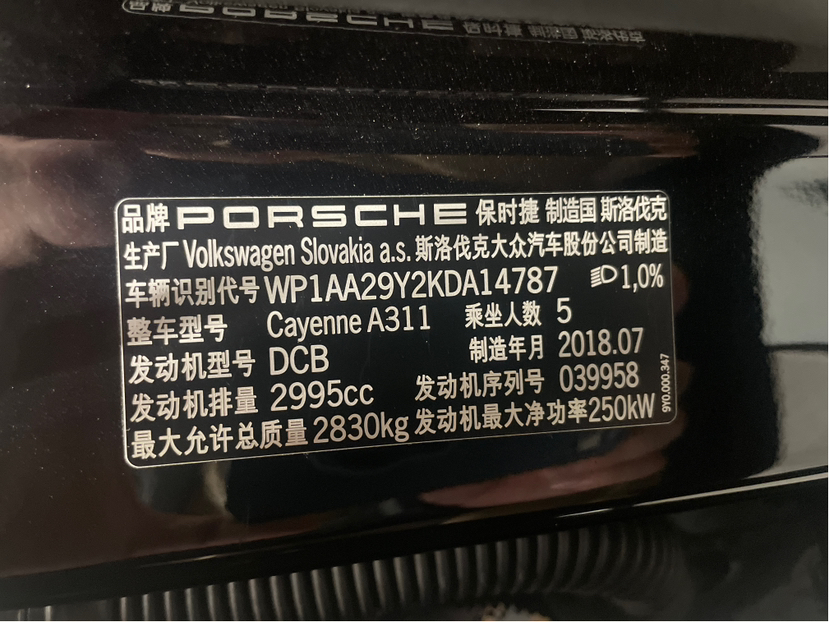 品牌 PORSCHE 保时捷 制造国 斯洛伐克
生产厂 Volkswagen Slovakia a.s. 斯洛伐克大众汽车股份公司制造
车辆识别代号 WP1AA29Y2KDA14787 1,0%
整车型号 Cayenne A311 乘坐人数 5
发动机型号 DCB 制造年月 2018.07
发动机排量 2995cc 发动机序列号 039958
最大允许总质量 2830kg 发动机最大净功率 250kW
9Y0.000.347